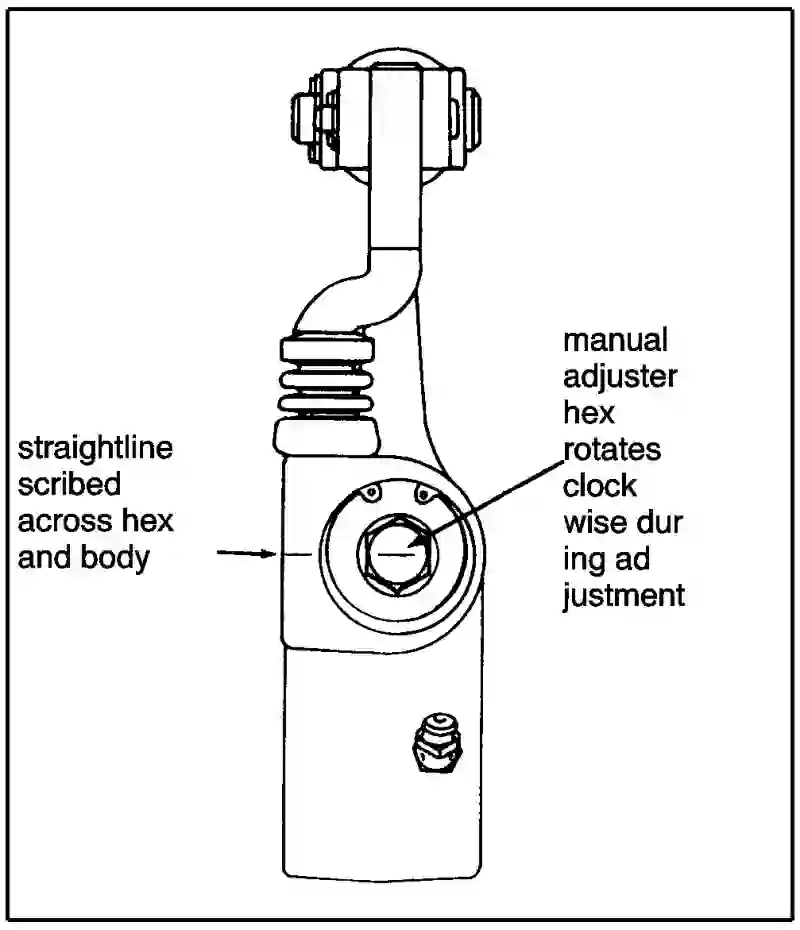 straightline
scribed
across hex
and body
manual
adjuster
hex
rotates
clock
wise dur
ing ad
justment